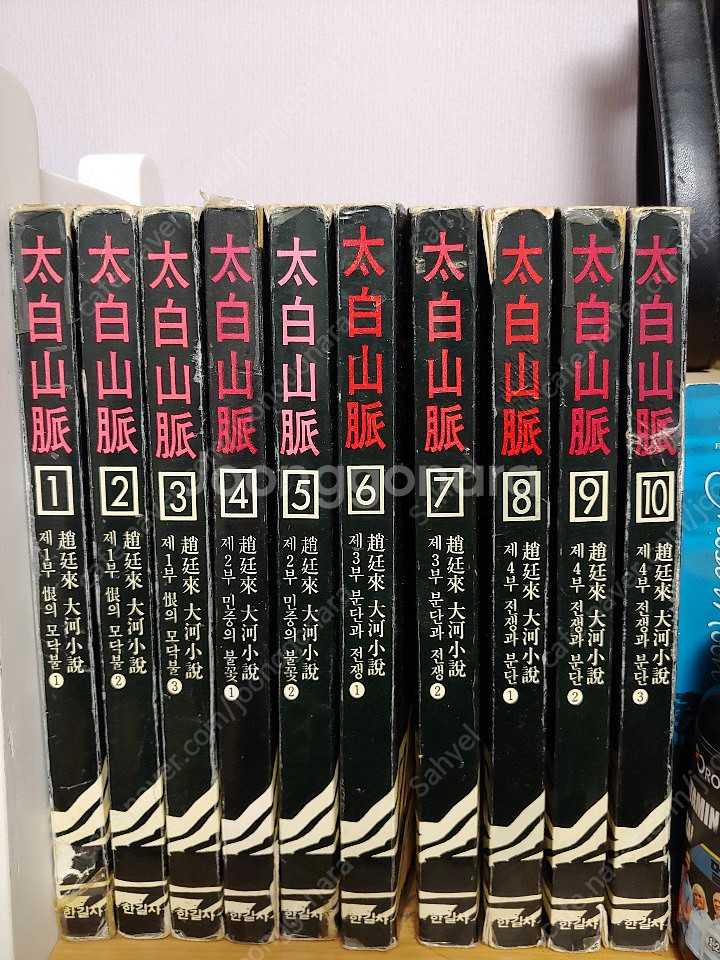 太白山脈
1
趙廷來 大河小說
제1부 恨의 모닥불 1
한길사
太白山脈
2
趙廷來 大河小說
제1부 恨의 모닥불 2
한길사
太白山脈
3
趙廷來 大河小說
제1부 恨의 모닥불 3
한길사
太白山脈
4
趙廷來 大河小說
제2부 민중의 불꽃 1
한길사
太白山脈
5
趙廷來 大河小說
제2부 민중의 불꽃 2
한길사
太白山脈
6
趙廷來 大河小說
제3부 분단과 전쟁 1
한길사
太白山脈
7
趙廷來 大河小說
제3부 분단과 전쟁 2
한길사
太白山脈
8
趙廷來 大河小說
제4부 전쟁과 분단 1
한길사
太白山脈
9
趙廷來 大河小說
제4부 전쟁과 분단 2
한길사
太白山脈
10
趙廷來 大河小說
제4부 전쟁과 분단 3
한길사
joonggonara
Sahyel
cafe.naver.com/joonggonara